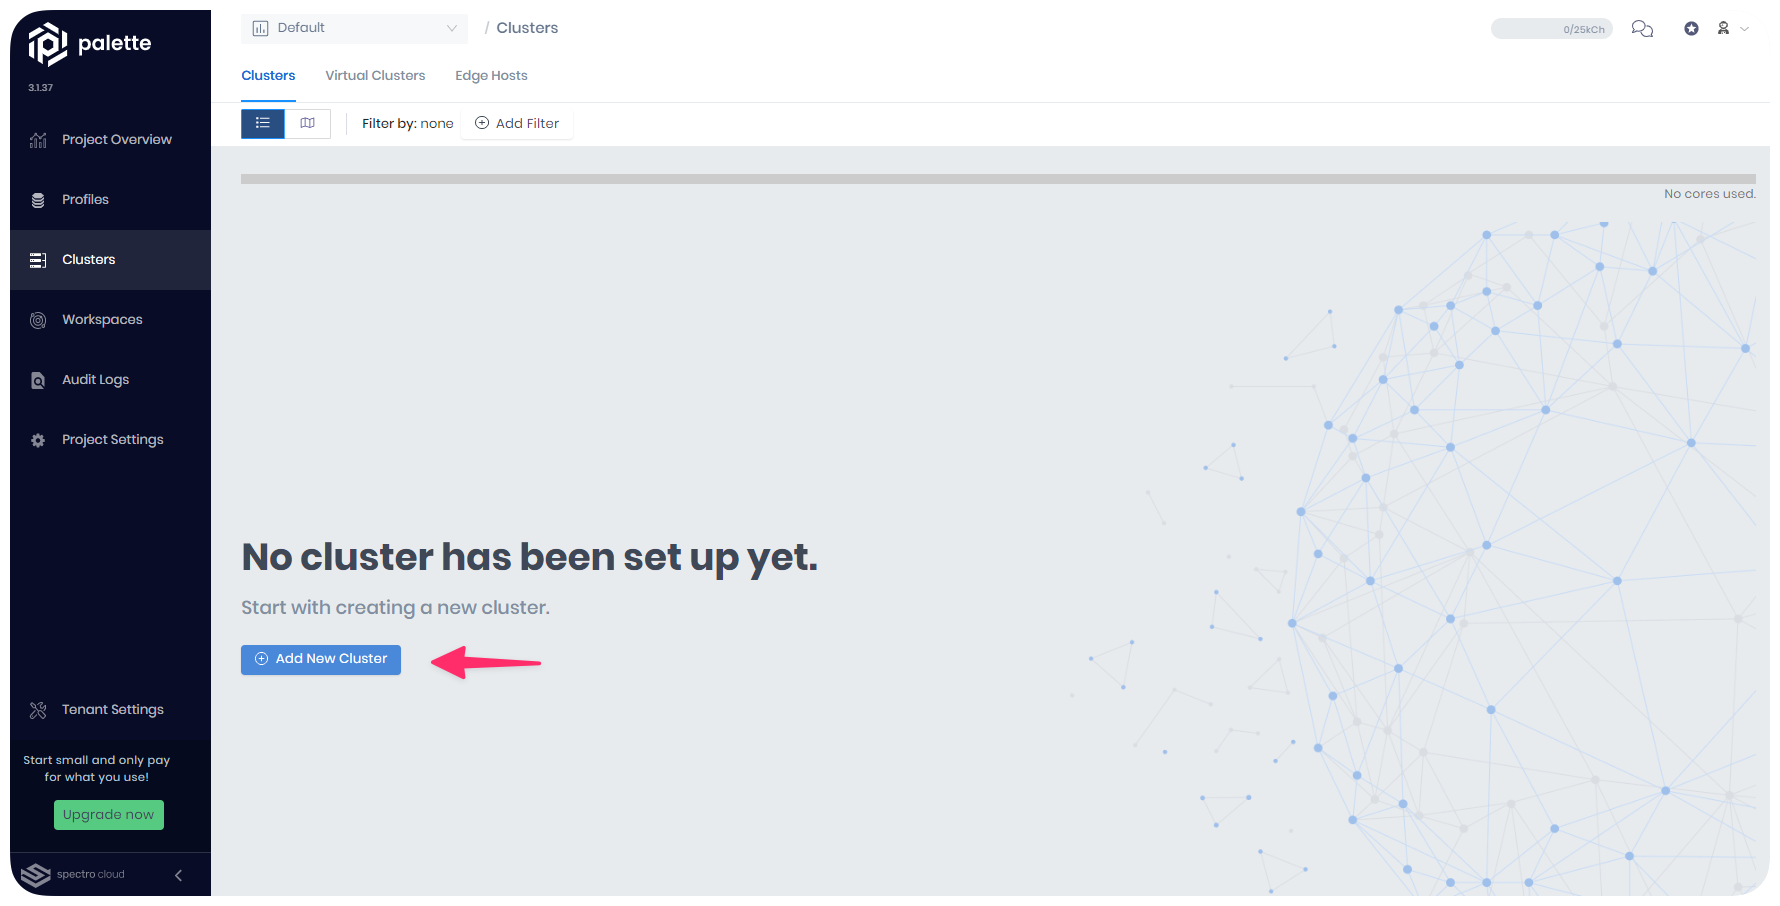 palette
3.1.37
Project Overview
Profiles
Clusters
Workspaces
Audit Logs
Project Settings
Tenant Settings
Start small and only pay
for what you use!
Upgrade now
spectro cloud
Default
/ Clusters
0/25kCh
Clusters Virtual Clusters Edge Hosts
Filter by: none Add Filter
No cores used.
No cluster has been set up yet.
Start with creating a new cluster.
Add New Cluster